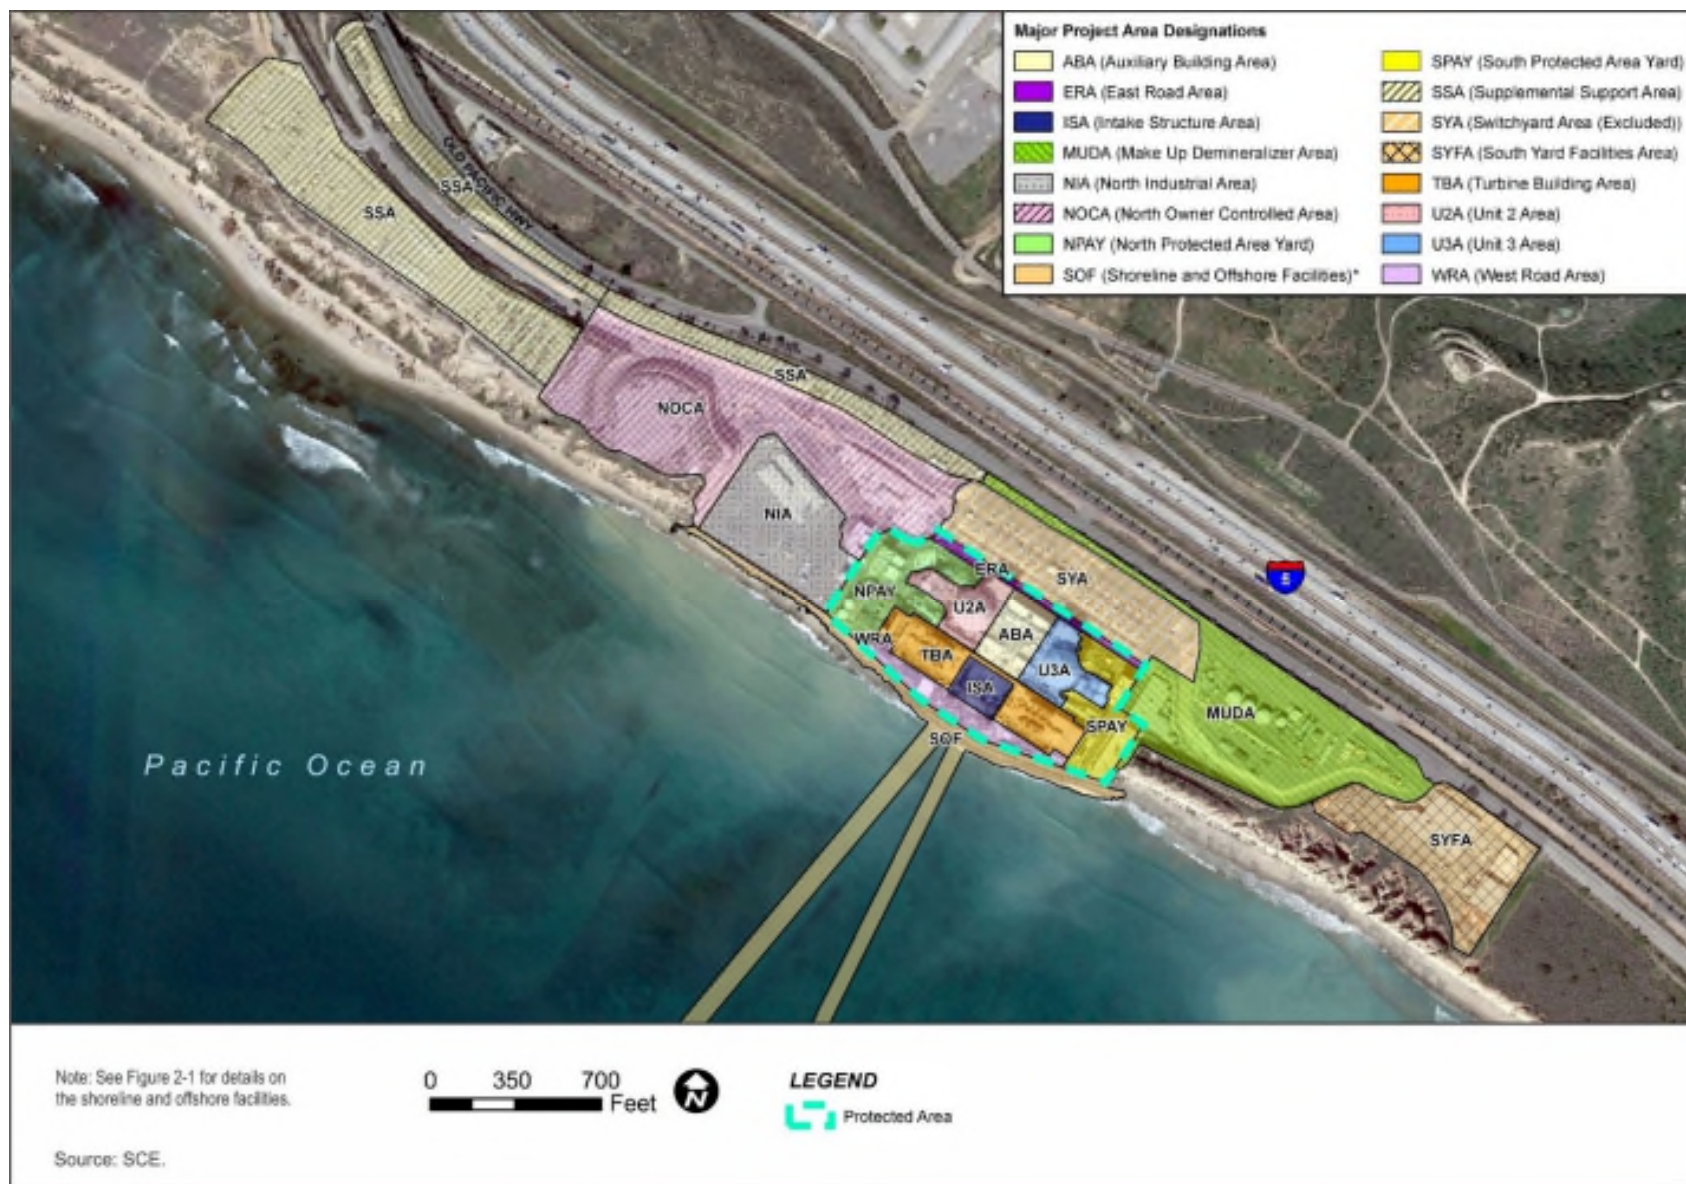 Major Project Area Designations
ABA (Auxiliary Building Area)
ERA (East Road Area)
ISA (Intake Structure Area)
MUDA (Make Up Demineralizer Area)
NIA (North Industrial Area)
NOCA (North Owner Controlled Area)
NPAY (North Protected Area Yard)
SOF (Shoreline and Offshore Facilities)*
SPAY (South Protected Area Yard)
SSA (Supplemental Support Area)
SYA (Switchyard Area (Excluded))
SYFA (South Yard Facilities Area)
TBA (Turbine Building Area)
U2A (Unit 2 Area)
U3A (Unit 3 Area)
WRA (West Road Area)
OLD PACIFIC HWY
SSA
SSA
SSA
NOCA
NIA
ERA
SYA
NPAY
U2A
ABA
WRA
TBA
U3A
ISA
SPAY
MUDA
SOF
5
Pacific Ocean
SYFA
Note: See Figure 2-1 for details on
the shoreline and offshore facilities.
0 350 700
Feet
N
LEGEND
Protected Area
Source: SCE.